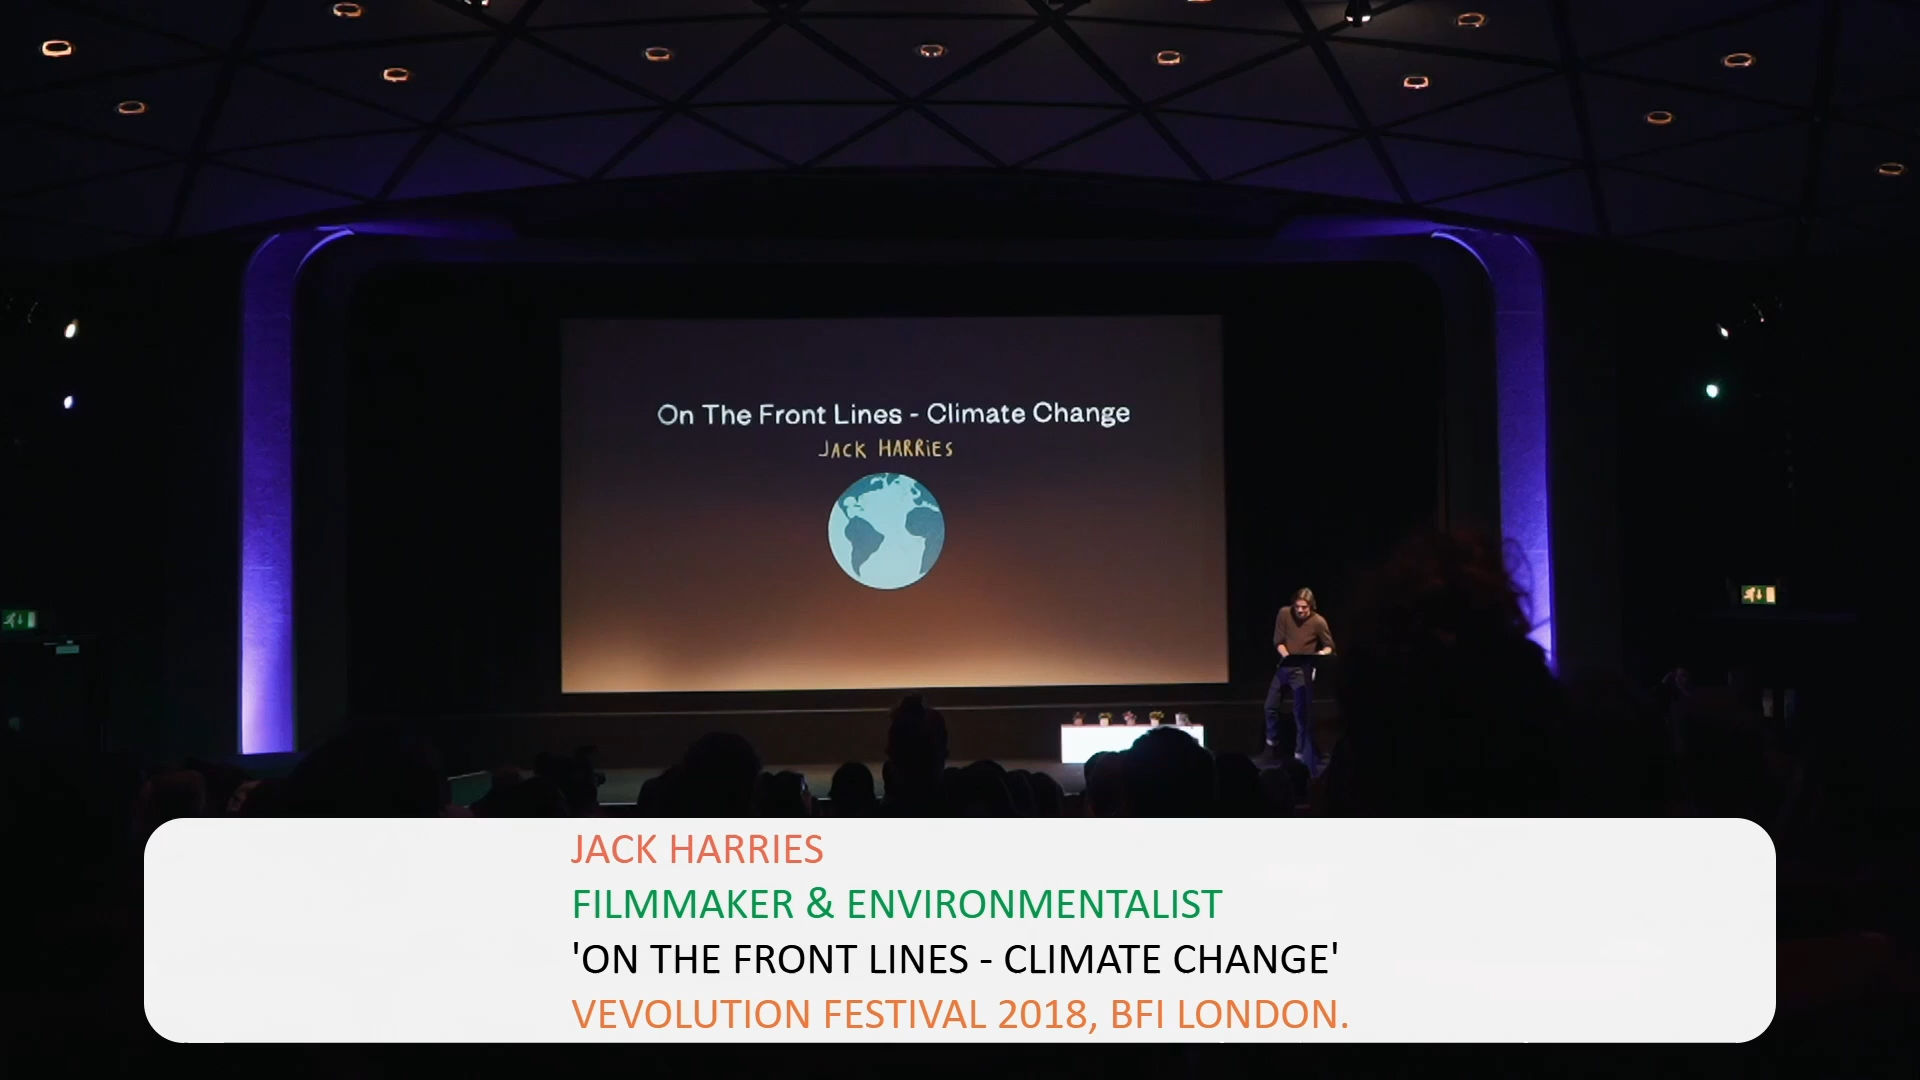 On The Front Lines - Climate Change
JACK HARRiES
JACK HARRIES
FILMMAKER & ENVIRONMENTALIST
'ON THE FRONT LINES - CLIMATE CHANGE'
VEVOLUTION FESTIVAL 2018, BFI LONDON.